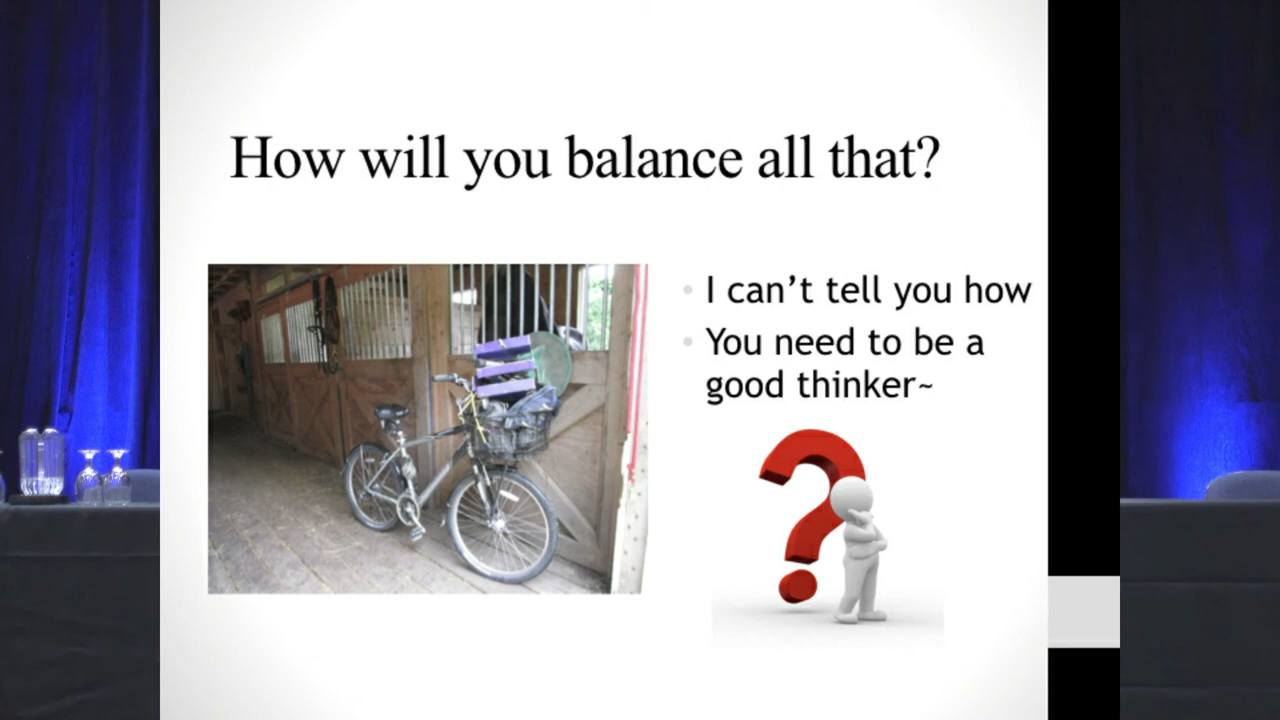 How will you balance all that?
I can’t tell you how
You need to be a
good thinker~